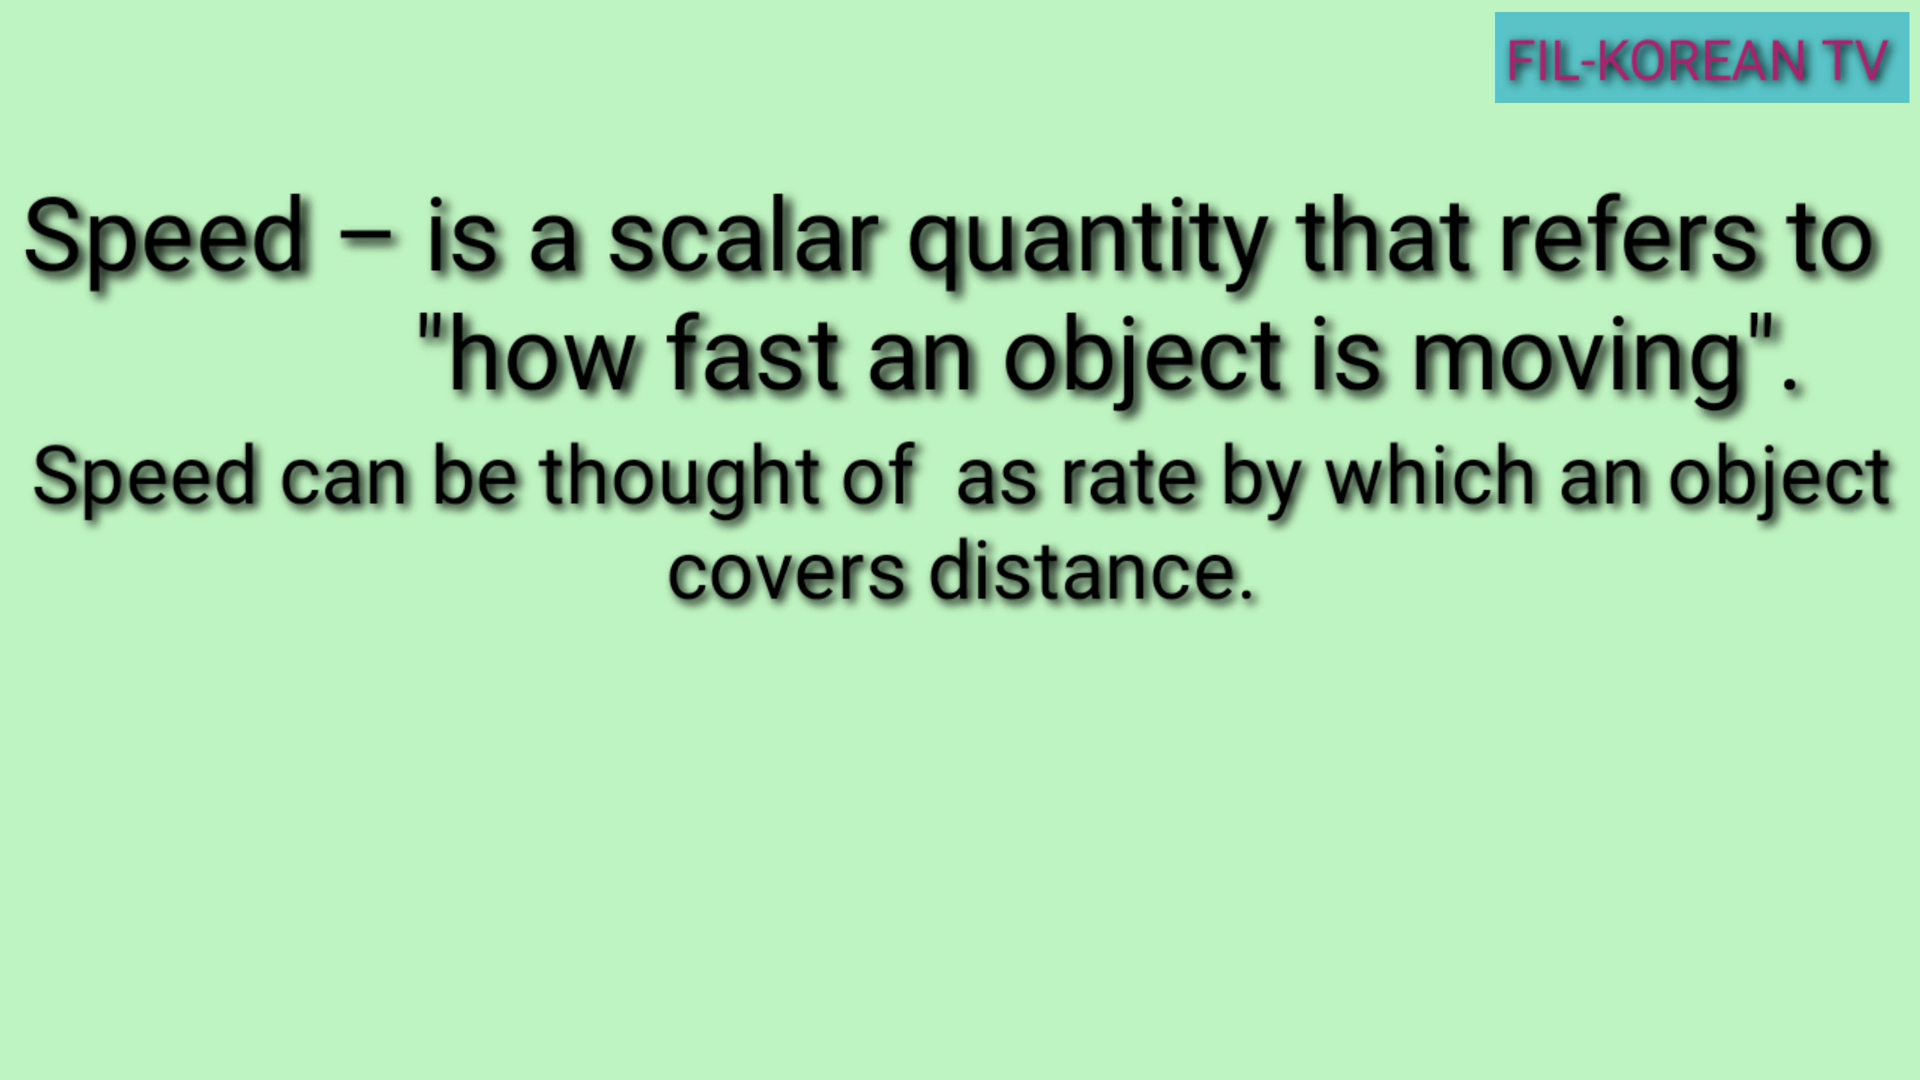 FIL-KOREAN TV
Speed – is a scalar quantity that refers to
"how fast an object is moving".
Speed can be thought of  as rate by which an object
covers distance.